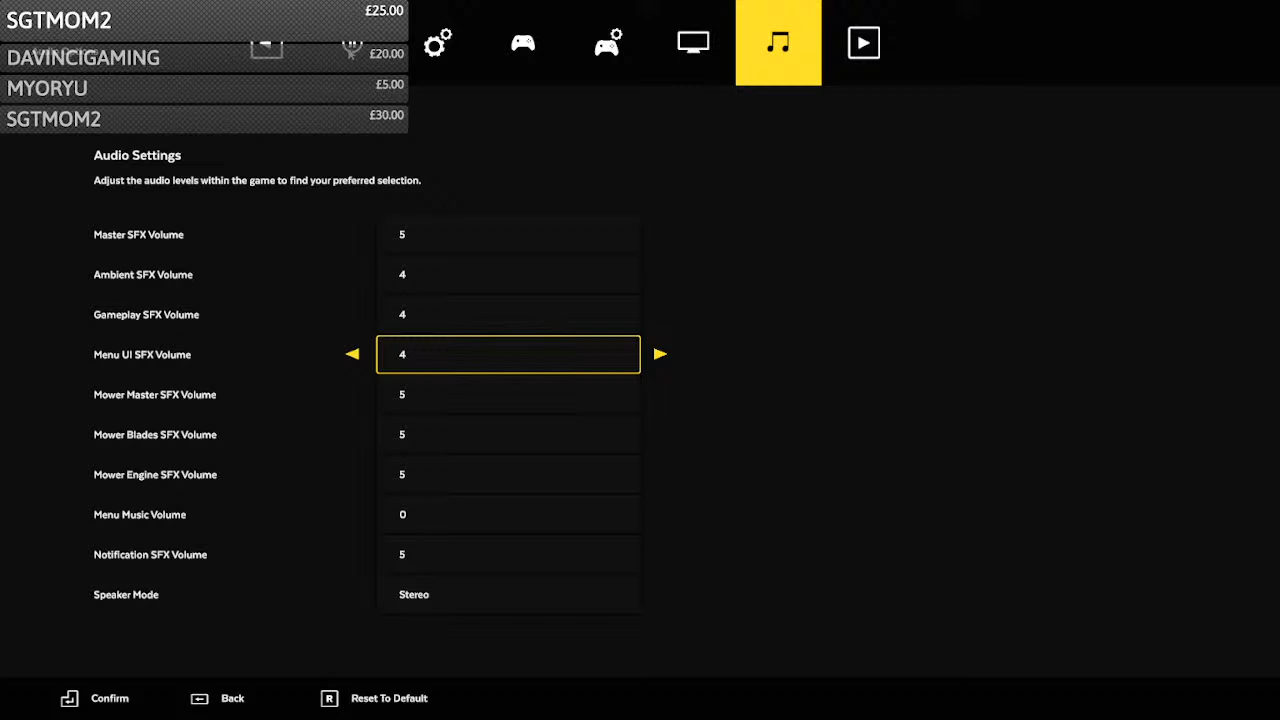 SGTMOM2 £25.00
DAVINCIGAMING £20.00
MYORYU £5.00
SGTMOM2 £30.00
Audio Settings
Adjust the audio levels within the game to find your preferred selection.
Master SFX Volume 5
Ambient SFX Volume 4
Gameplay SFX Volume 4
Menu UI SFX Volume 4
Mower Master SFX Volume 5
Mower Blades SFX Volume 5
Mower Engine SFX Volume 5
Menu Music Volume 0
Notification SFX Volume 5
Speaker Mode Stereo
Confirm Back R Reset To Default